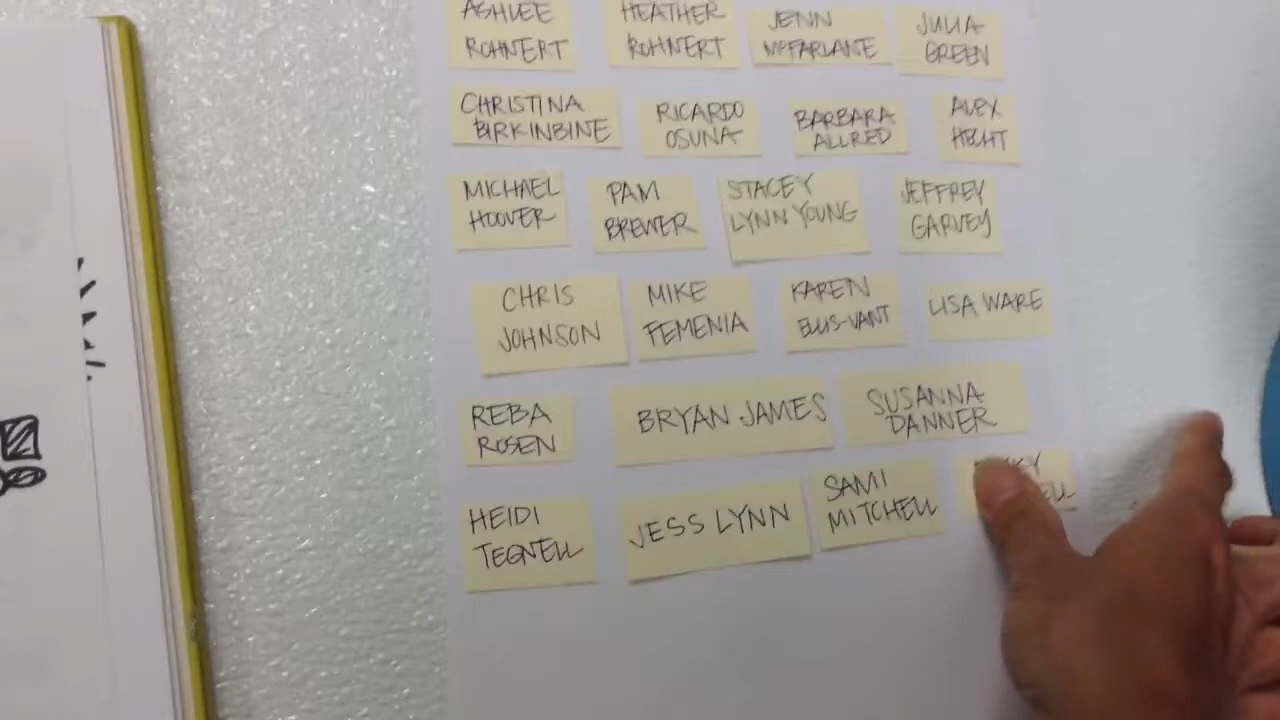 ASHLEE
ROHNERT
HEATHER
ROHNERT
JENN
MCFARLANE
JULIA
GREEN
CHRISTINA
BIRKINBINE
RICARDO
OSUNA
BARBARA
ALLRED
ALEX
HECHT
MICHAEL
HOOVER
PAM
BREWER
STACEY
LYNN YOUNG
JEFFREY
GARVEY
CHRIS
JOHNSON
MIKE
FEMENIA
KAREN
ELLIS-VANT
LISA WARE
REBA
ROSEN
BRYAN JAMES
SUSANNA
DANNER
HEIDI
TEGNELL
JESS LYNN
SAMI
MITCHELL